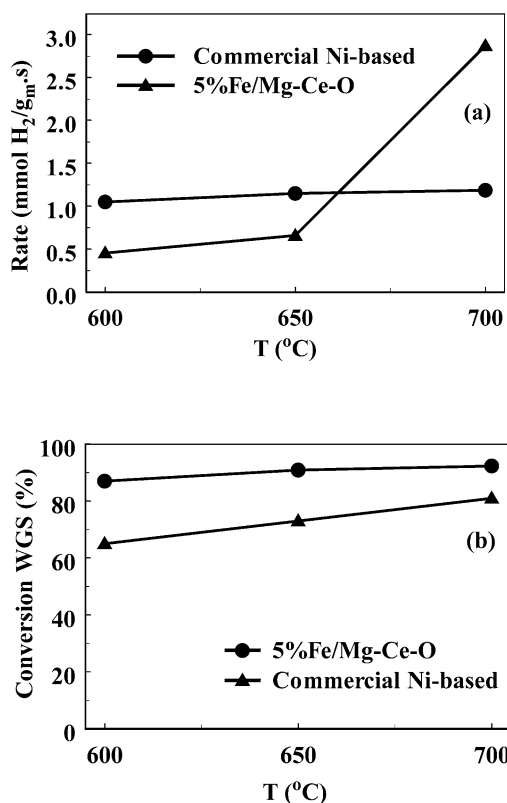 3.0
Commercial Ni-based
2.5
5%Fe/Mg-Ce-O
2.0
(a)
1.5
1.0
0.5
0.0
Rate (mmol H₂/gₘ.s)
600 650 700
T (°C)
100
80
60
(b)
40
5%Fe/Mg-Ce-O
20
Commercial Ni-based
0
Conversion WGS (%)
600 650 700
T (°C)